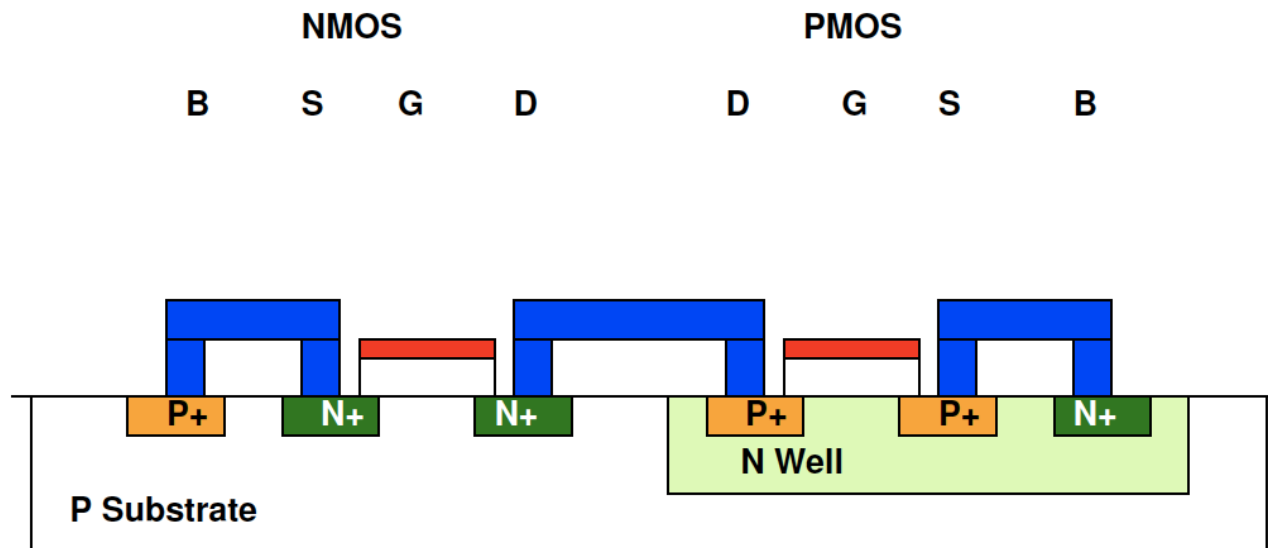 NMOS PMOS
B S G D D G S B
P+ N+ N+ P+ P+ N+
N Well
P Substrate